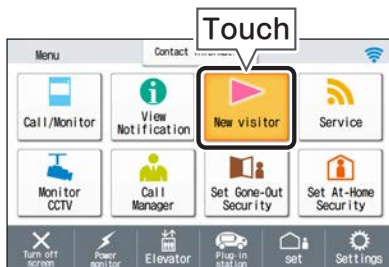 Touch
Menu
Contact
Call/Monitor
View
Notification
New visitor
Service
Monitor
CCTV
Call
Manager
Set Gone-Out
Security
Set At-Home
Security
Turn off
screen
Power
monitor
Elevator
Plug-in
station
set
Settings